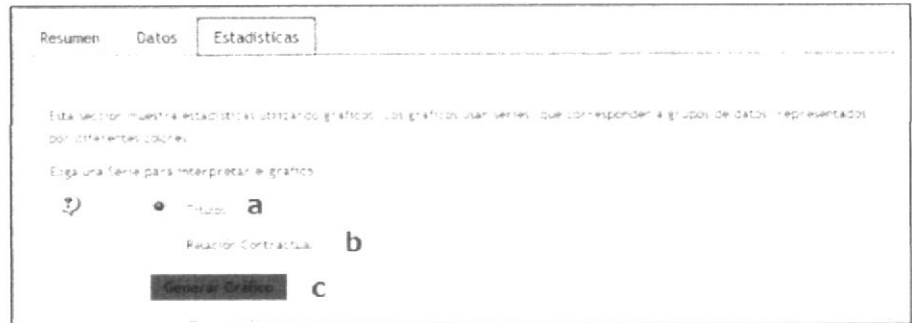 Resumen Datos Estadísticas
Esta sección muestra estadísticas utilizando gráficos. Los gráficos usan series, que corresponden a grupos de datos, representados
por diferentes colores.
Elija una Serie para interpretar el gráfico
Títulos a
Relación Contractual b
Generar Gráfico c